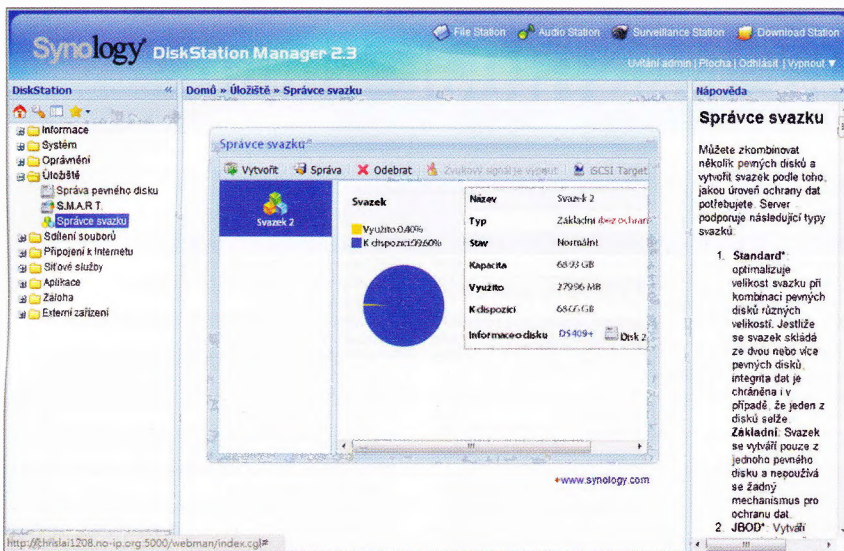 Synology DiskStation Manager 2.3
File Station Audio Station Surveillance Station Download Station
Uvítání admin | Plocha | Odhlásit | Vypnout
DiskStation «
Informace
Systém
Oprávnění
Úložiště
Správa pevného disku
S.M.A.R.T.
Správce svazku
Sdílení souborů
Připojení k Internetu
Síťové služby
Aplikace
Záloha
Externí zařízení
Domů » Úložiště » Správce svazku
Správce svazku
Vytvořit Správa Odebrat Zvukový signál je vypnut iSCSI Target
Svazek 2
Svazek
Využito:0.40%
K dispozici:99.60%
Název Svazek 2
Typ Základní (bez ochran
Stav Normální
Kapacita 68.93 GB
Využito 279.96 MB
K dispozici 68.65 GB
Informace o disku DS409+ Disk 2
www.synology.com
Nápověda
Správce svazku
Můžete zkombinovat
několik pevných disků a
vytvořit svazek podle toho,
jakou úroveň ochrany dat
potřebujete. Server
podporuje následující typy
svazků:
1. Standard*:
optimalizuje
velikost svazku při
kombinaci pevných
disků různých
velikostí. Jestliže
se svazek skládá
ze dvou nebo více
pevných disků,
integrita dat je
chráněna i v
případě, že jeden z
disků selže.
Základní: Svazek
se vytváří pouze z
jednoho pevného
disku a nepoužívá
se žádný
mechanismus pro
ochranu dat.
2. JBOD*: Vytváří
http://chrislai1208.no-ip.org:5000/webman/index.cgi#